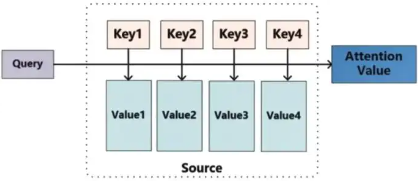 Key1 Key2 Key3 Key4
Query
Attention
Value
Value1 Value2 Value3 Value4
Source